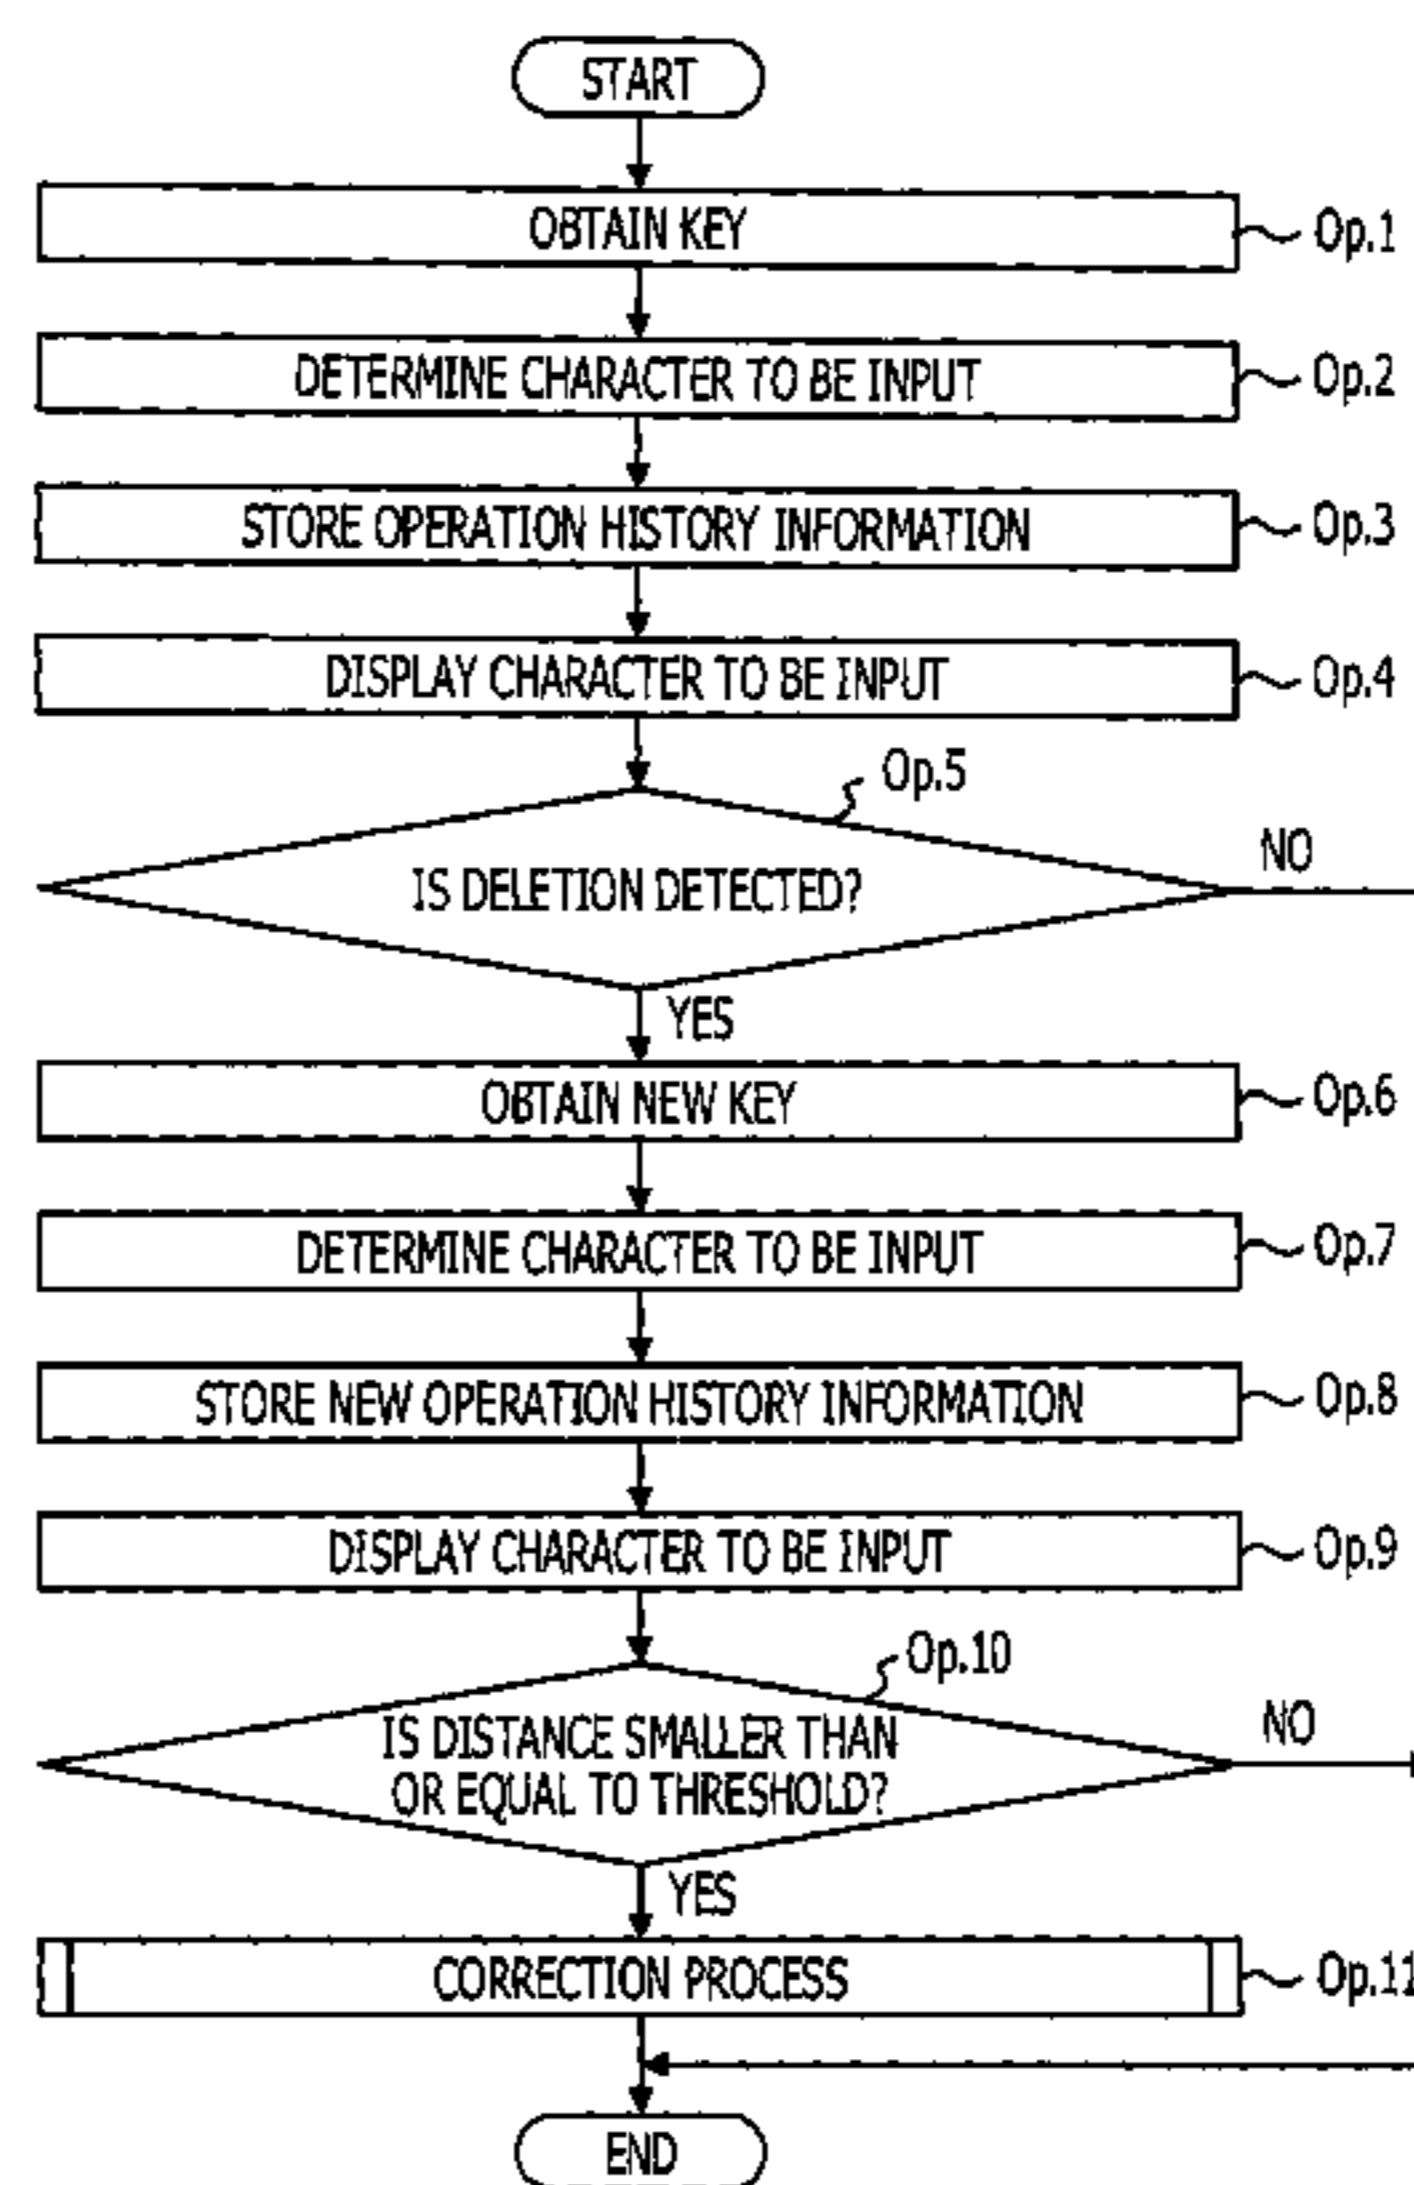 START
OBTAIN KEY
Op.1
DETERMINE CHARACTER TO BE INPUT
Op.2
STORE OPERATION HISTORY INFORMATION
Op.3
DISPLAY CHARACTER TO BE INPUT
Op.4
Op.5
NO
IS DELETION DETECTED?
YES
OBTAIN NEW KEY
Op.6
DETERMINE CHARACTER TO BE INPUT
Op.7
STORE NEW OPERATION HISTORY INFORMATION
Op.8
DISPLAY CHARACTER TO BE INPUT
Op.9
Op.10
NO
IS DISTANCE SMALLER THAN
OR EQUAL TO THRESHOLD?
YES
CORRECTION PROCESS
Op.11
END